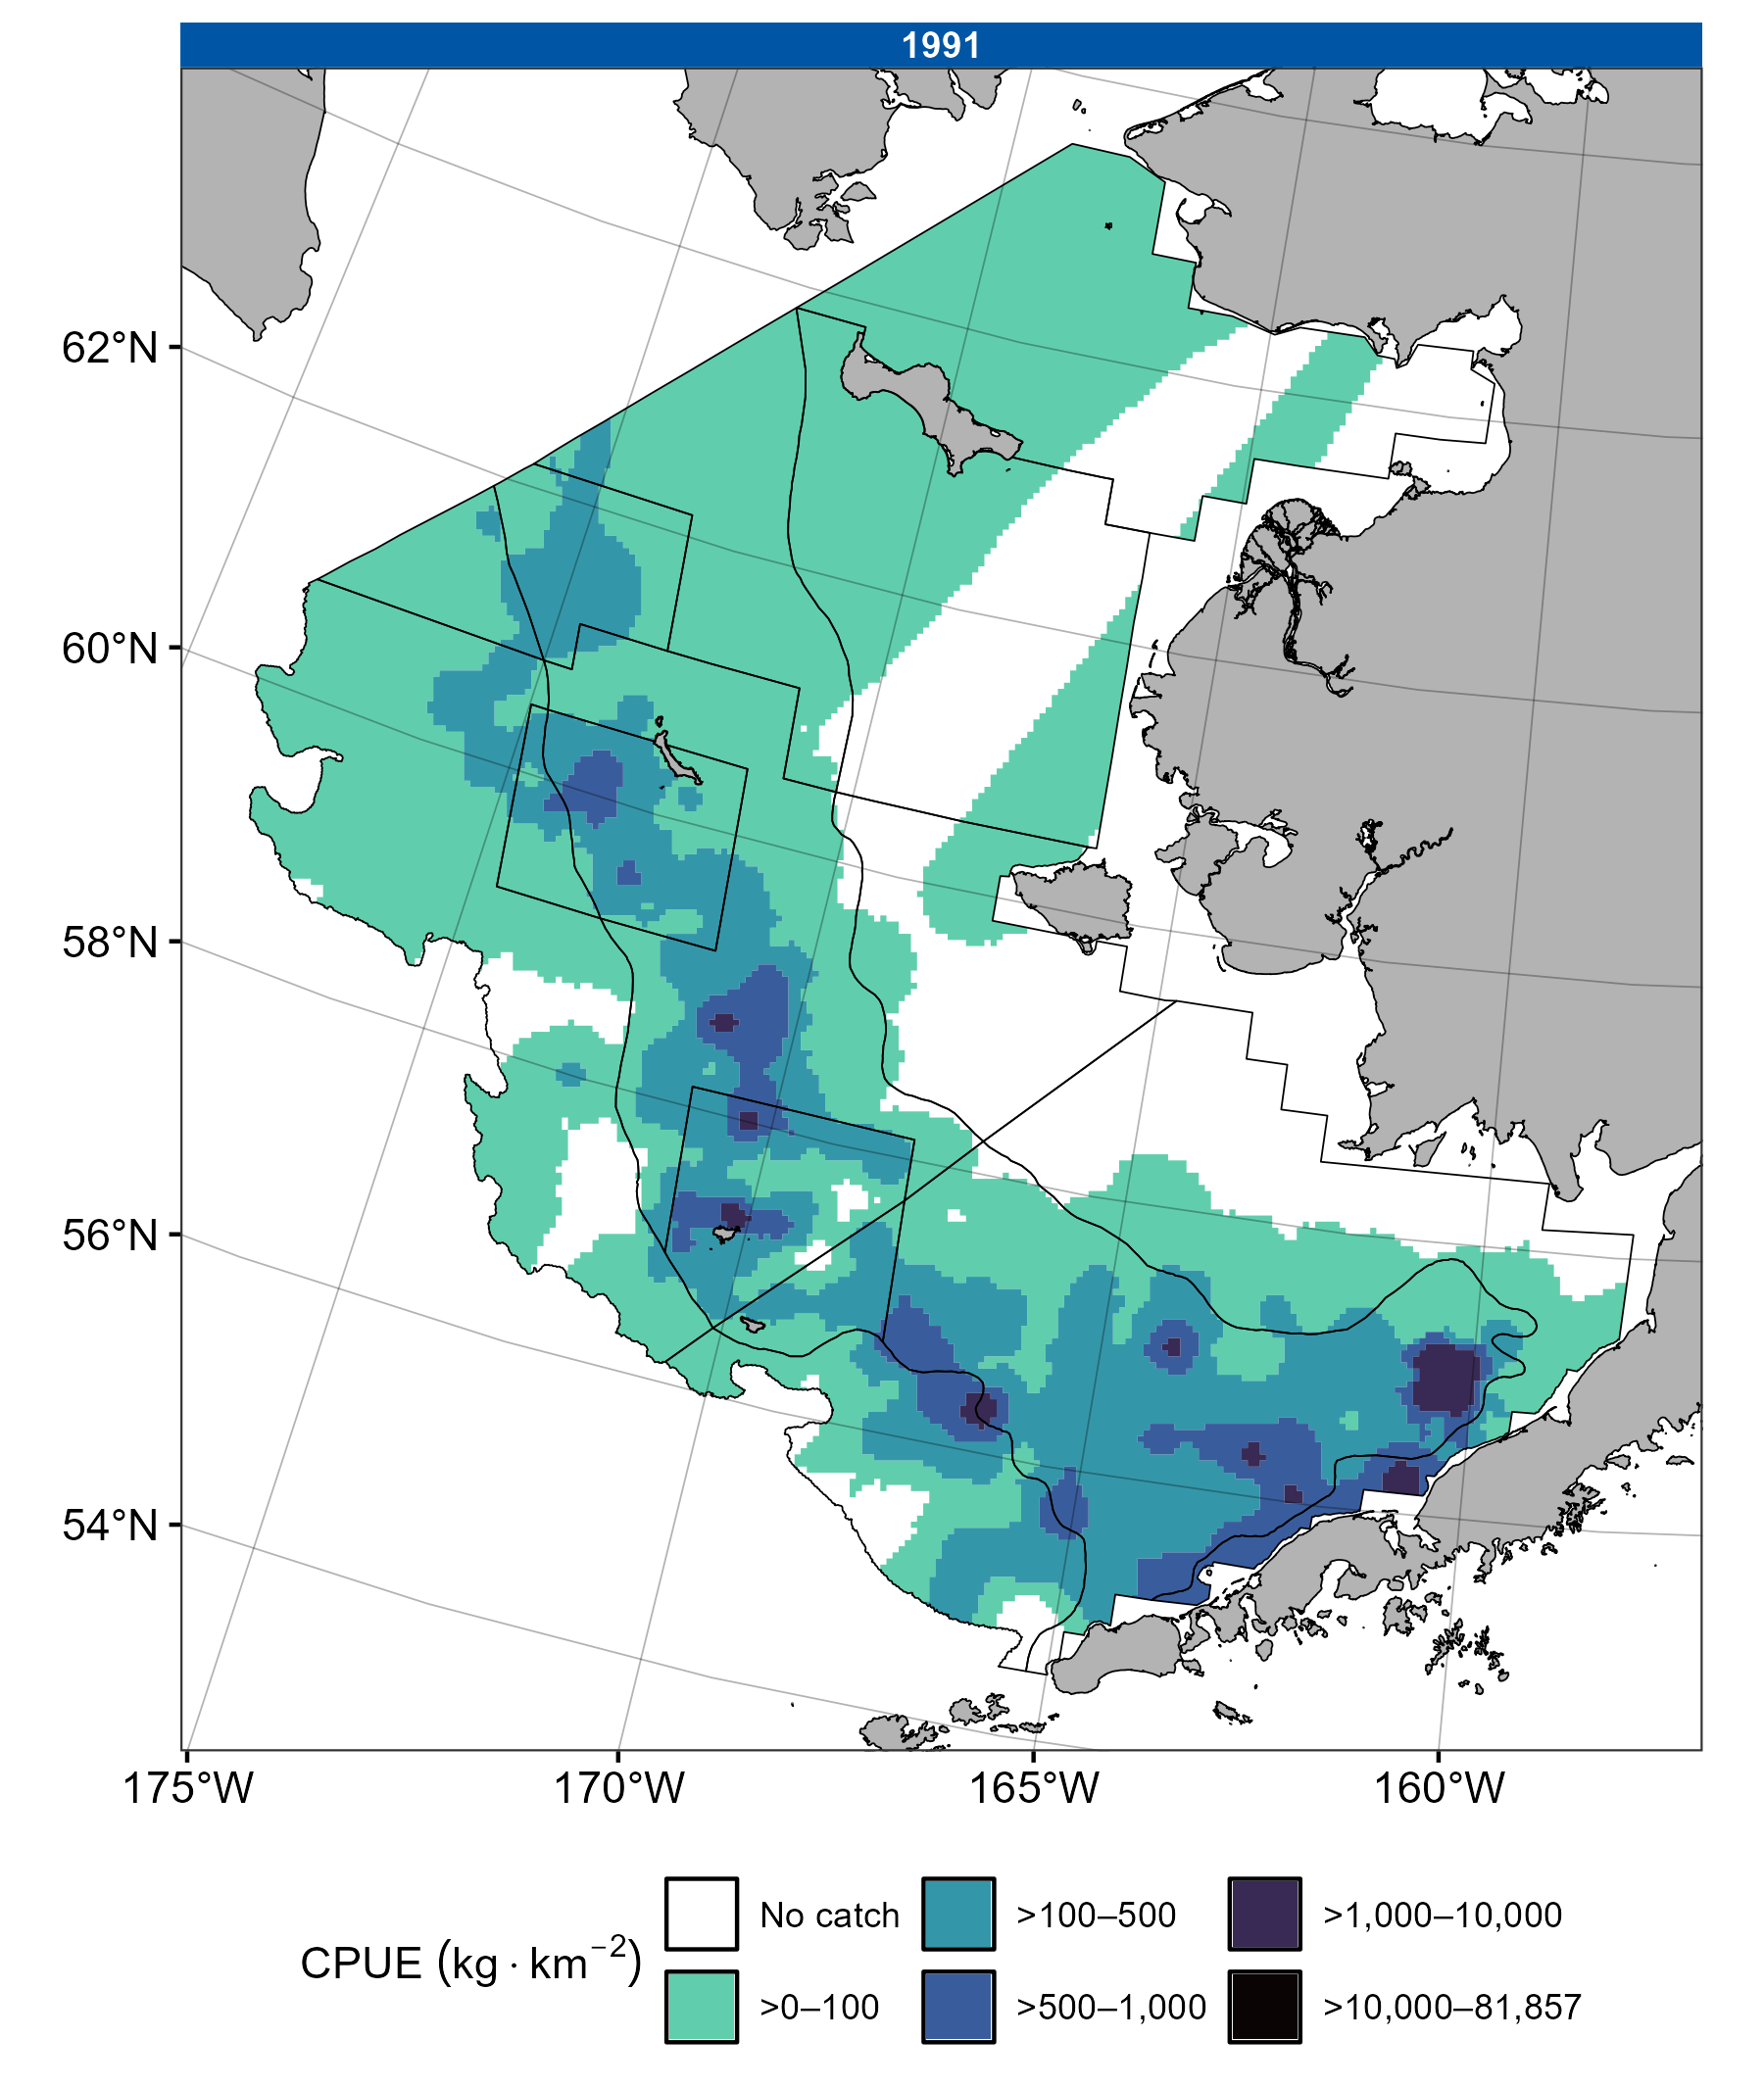 1991
62°N
60°N
58°N
56°N
54°N
175°W 170°W 165°W 160°W
CPUE (kg · km⁻²)
No catch >100–500 >1,000–10,000
>0–100 >500–1,000 >10,000–81,857